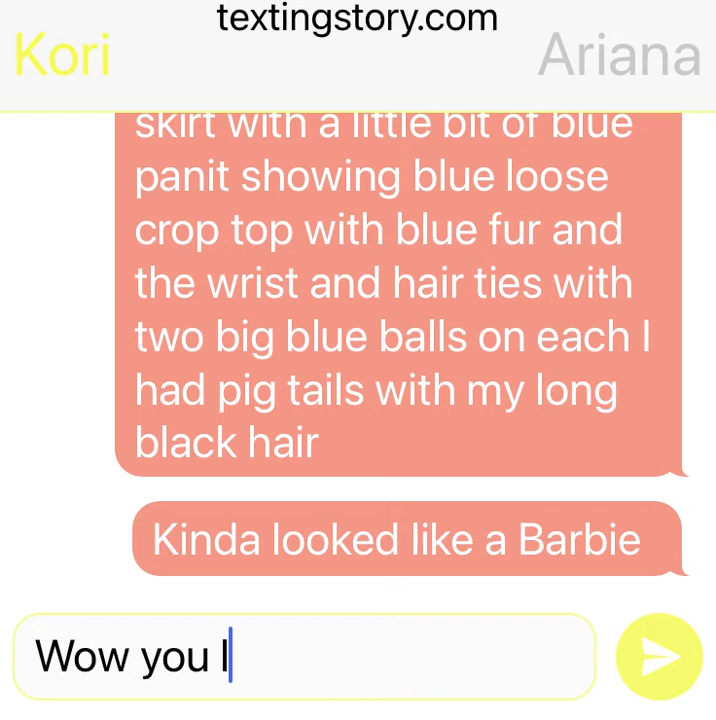 textingstory.com
Kori
Ariana
skirt with a little bit of blue
panit showing blue loose
crop top with blue fur and
the wrist and hair ties with
two big blue balls on each I
had pig tails with my long
black hair
Kinda looked like a Barbie
Wow you l